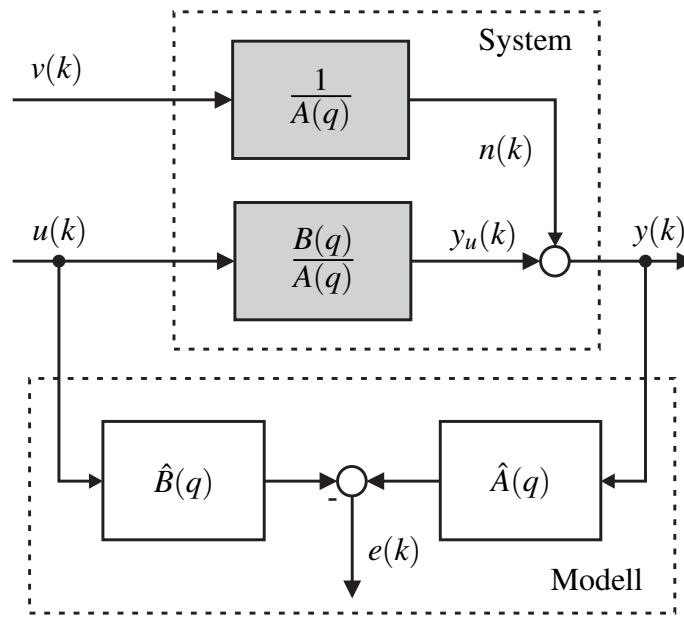 System
v(k)
1
A(q)
n(k)
u(k)
B(q)
A(q)
y_u(k)
y(k)
B̂(q)
Â(q)
-
e(k)
Modell